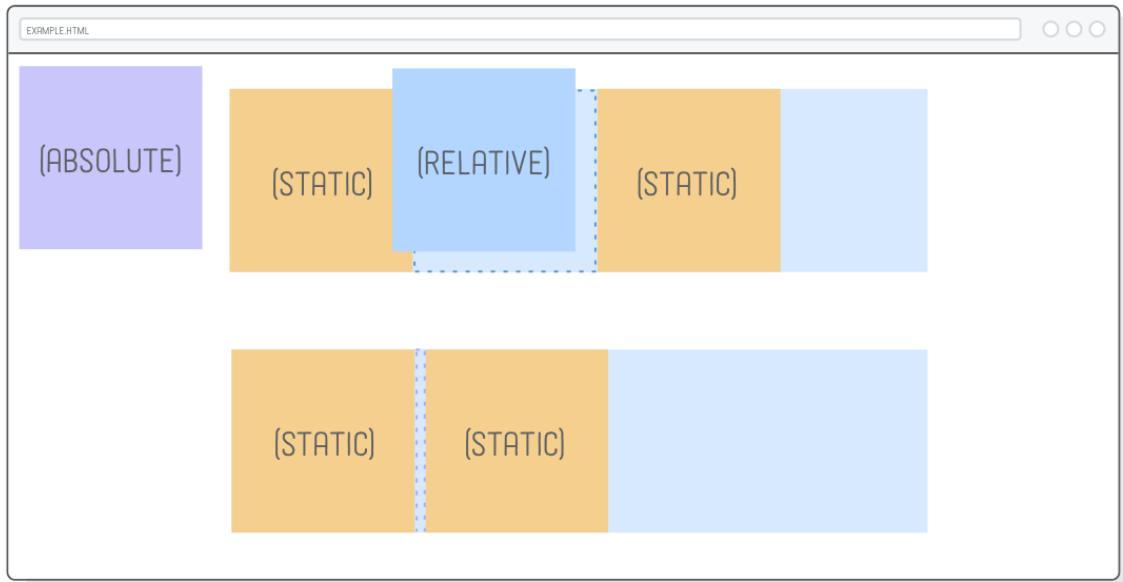 EXAMPLE.HTML
(ABSOLUTE)
(STATIC)
(RELATIVE)
(STATIC)
(STATIC)
(STATIC)